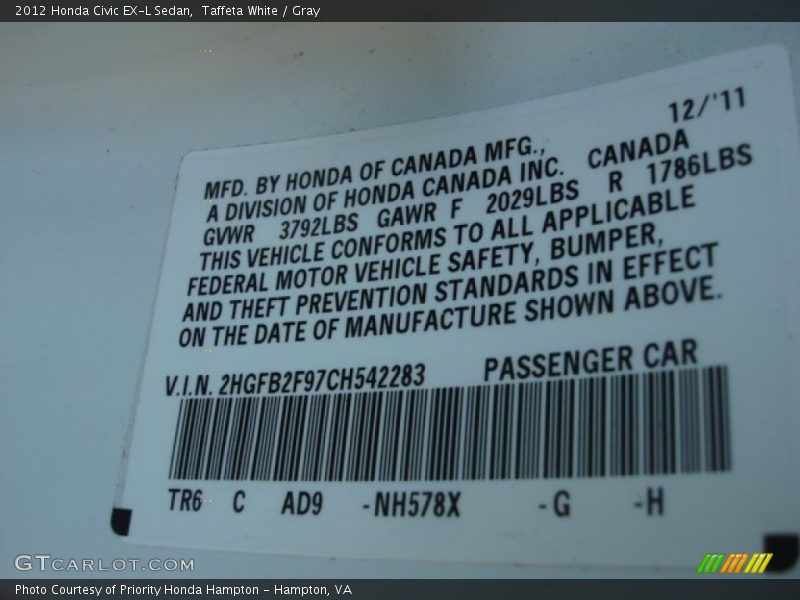 2012 Honda Civic EX-L Sedan,  Taffeta White / Gray
12/'11
MFD. BY HONDA OF CANADA MFG.,
A DIVISION OF HONDA CANADA INC. CANADA
GVWR 3792LBS GAWR F 2029LBS R 1786LBS
THIS VEHICLE CONFORMS TO ALL APPLICABLE
FEDERAL MOTOR VEHICLE SAFETY, BUMPER,
AND THEFT PREVENTION STANDARDS IN EFFECT
ON THE DATE OF MANUFACTURE SHOWN ABOVE.
V.I.N. 2HGFB2F97CH542283 PASSENGER CAR
TR6 C AD9 -NH578X -G -H
GTCARLOT.COM
Photo Courtesy of Priority Honda Hampton - Hampton, VA